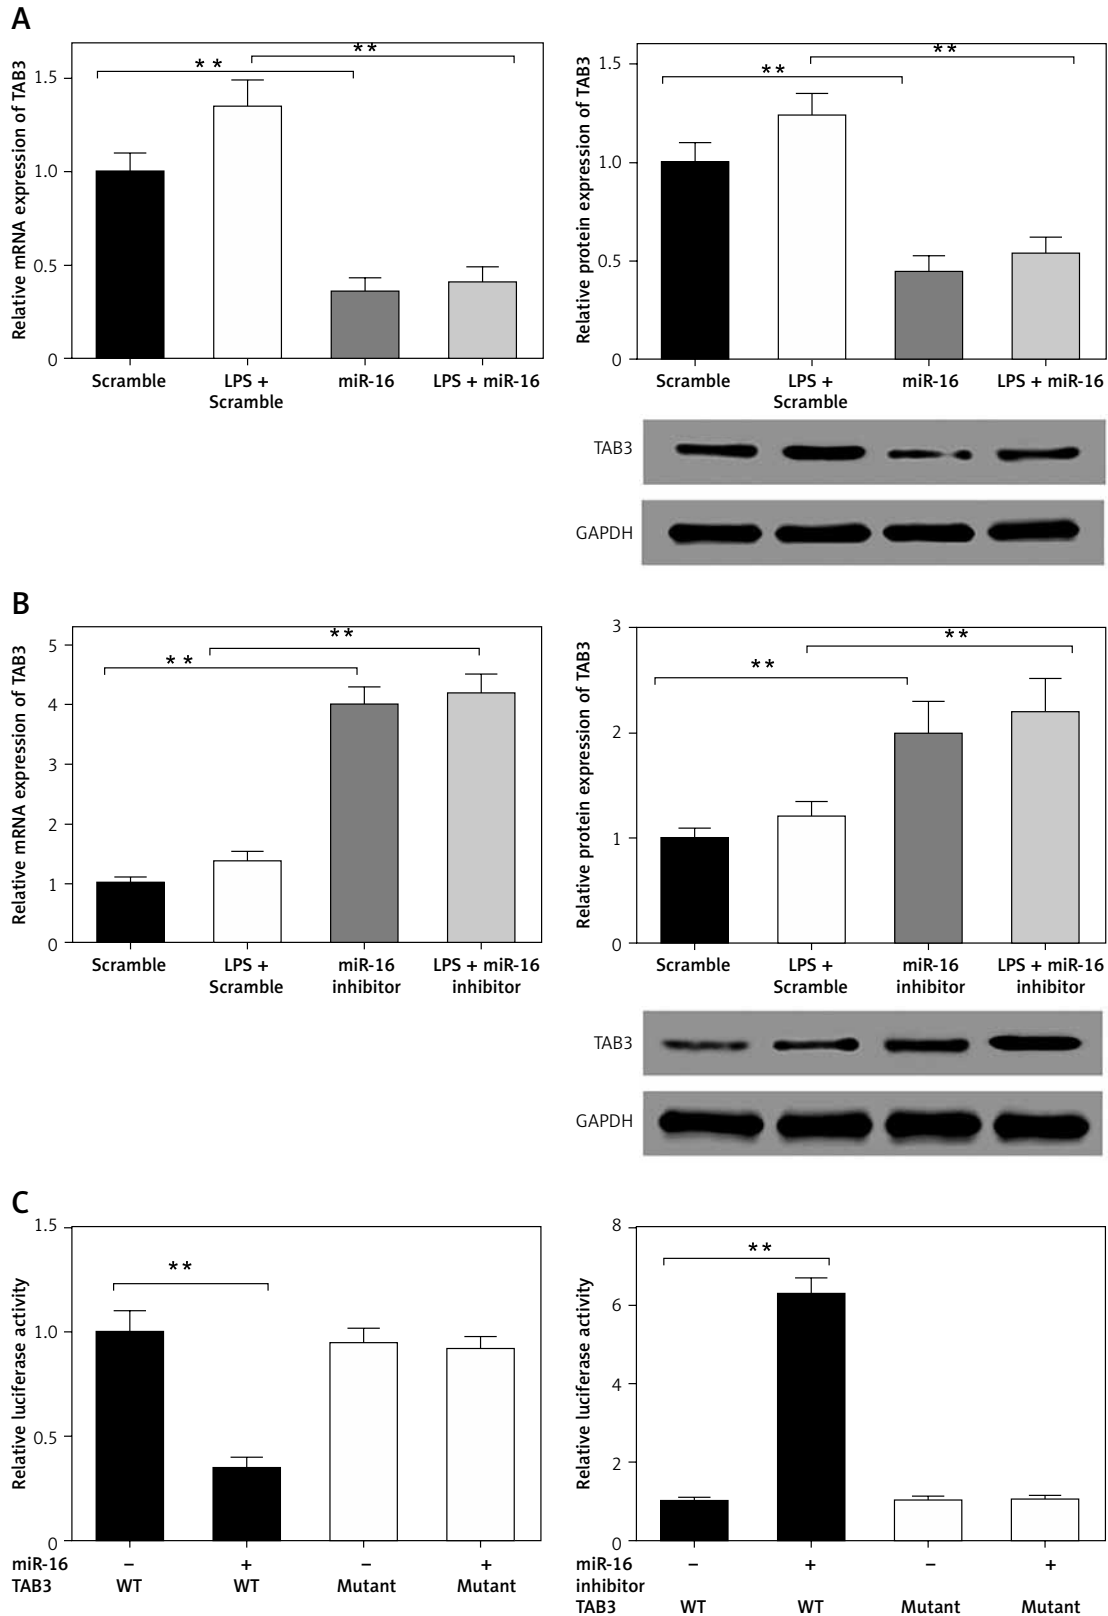 A
Relative mRNA expression of TAB3
1.5
1.0
0.5
0
**
**
Scramble
LPS +
Scramble
miR-16
LPS + miR-16
Relative protein expression of TAB3
1.5
1.0
0.5
0
**
**
Scramble
LPS +
Scramble
miR-16
LPS + miR-16
TAB3
GAPDH
B
Relative mRNA expression of TAB3
5
4
3
2
1
0
**
**
Scramble
LPS +
Scramble
miR-16
inhibitor
LPS + miR-16
inhibitor
Relative protein expression of TAB3
3
2
1
0
**
**
Scramble
LPS +
Scramble
miR-16
inhibitor
LPS + miR-16
inhibitor
TAB3
GAPDH
C
Relative luciferase activity
1.5
1.0
0.5
0
**
miR-16 – + – +
TAB3 WT WT Mutant Mutant
Relative luciferase activity
8
6
4
2
0
**
miR-16 – + – +
inhibitor
TAB3 WT WT Mutant Mutant